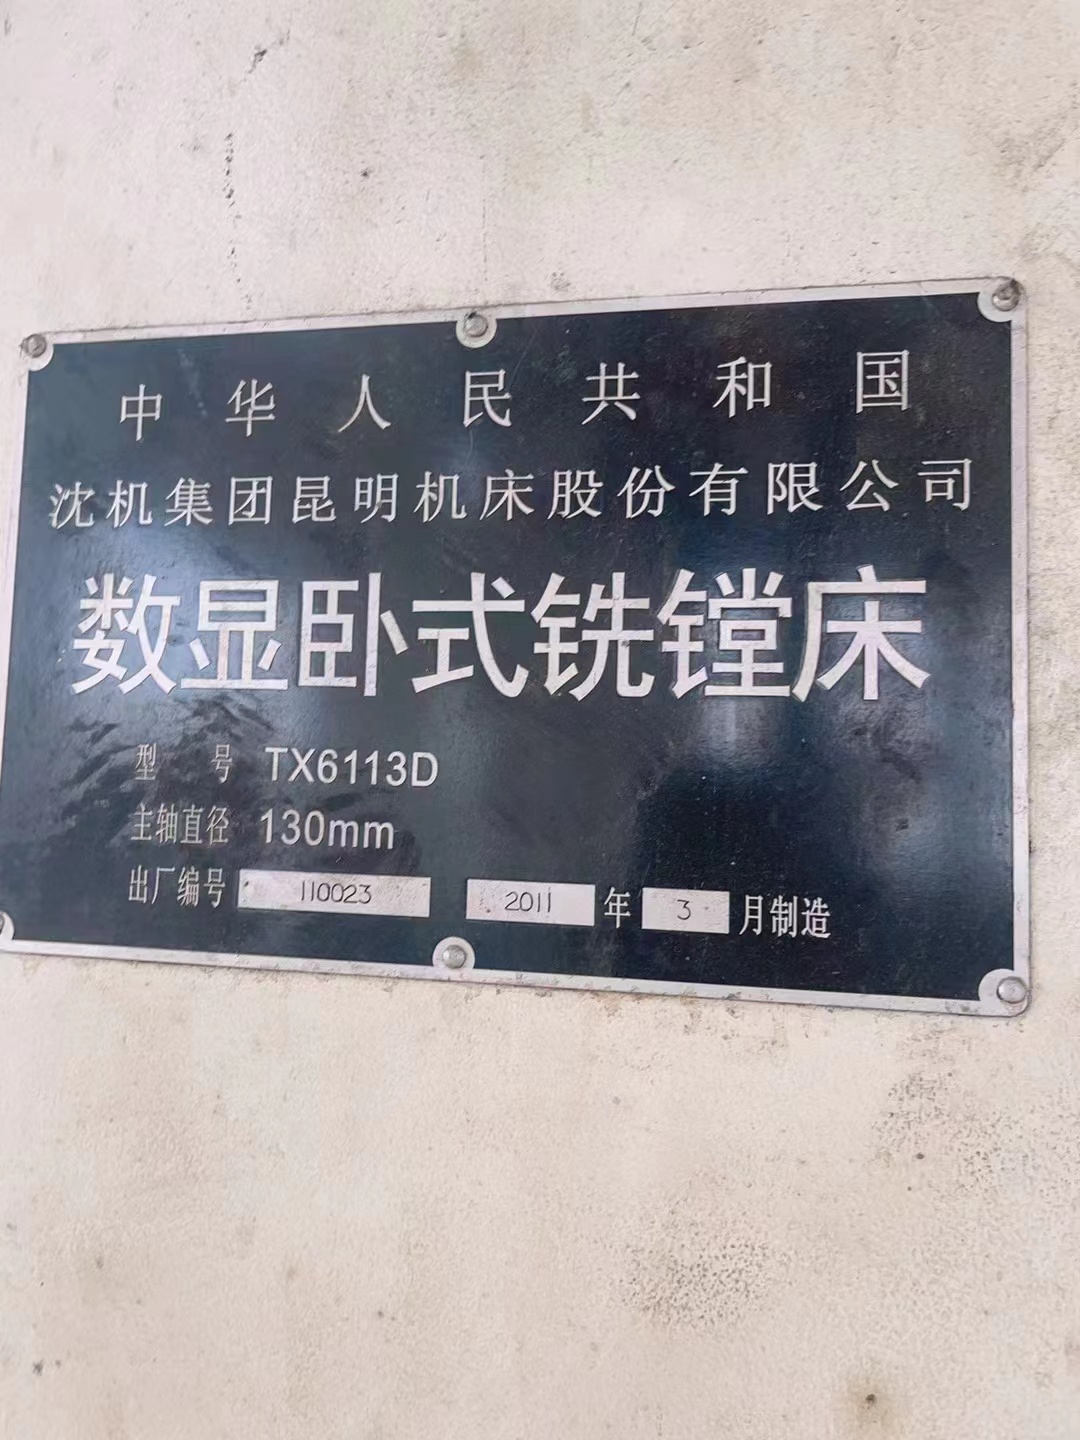 中华人民共和国
沈机集团昆明机床股份有限公司
数显卧式铣镗床
型号 TX6113D
主轴直径 130mm
出厂编号 110023 2011 年 3 月制造